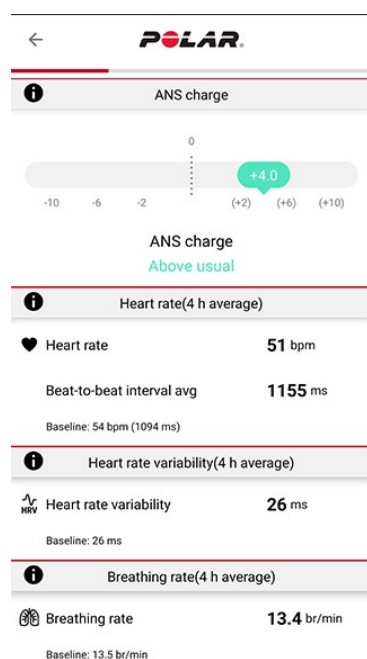 POLAR.
ANS charge
0
+4.0
-10 -6 -2 (+2) (+6) (+10)
ANS charge
Above usual
Heart rate(4 h average)
Heart rate 51 bpm
Beat-to-beat interval avg 1155 ms
Baseline: 54 bpm (1094 ms)
Heart rate variability(4 h average)
HRV Heart rate variability 26 ms
Baseline: 26 ms
Breathing rate(4 h average)
Breathing rate 13.4 br/min
Baseline: 13.5 br/min